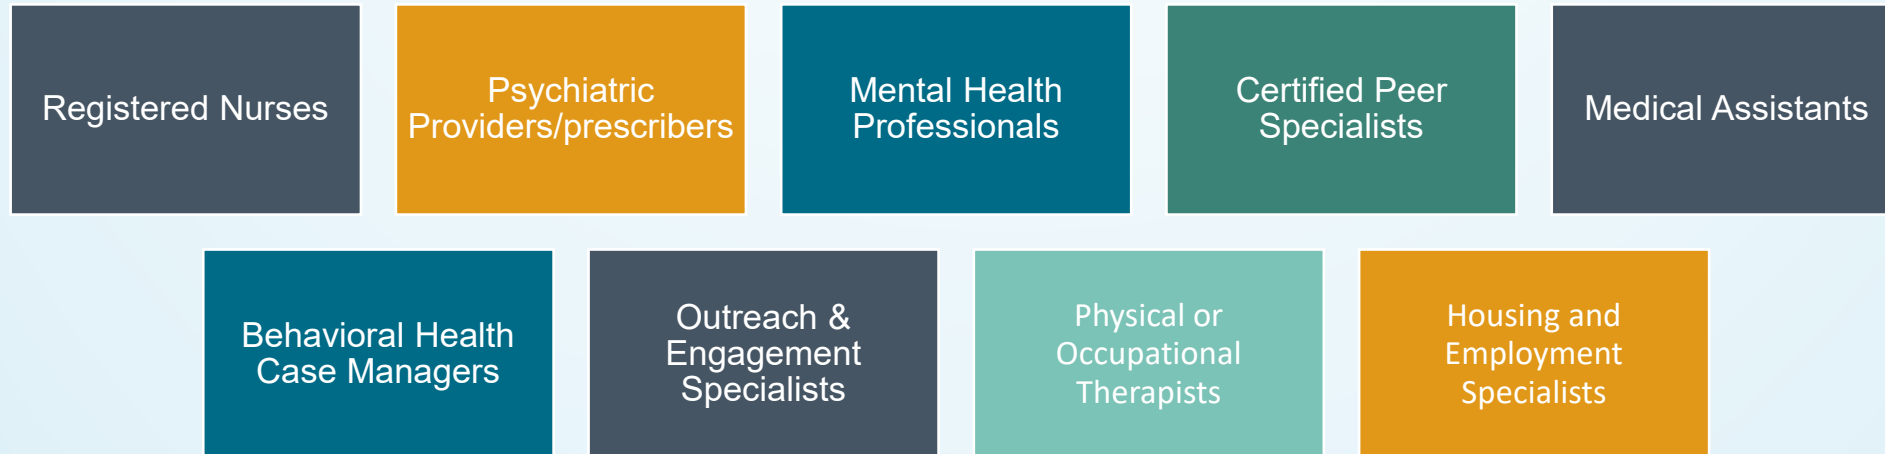 Registered Nurses
Psychiatric
Providers/prescribers
Mental Health
Professionals
Certified Peer
Specialists
Medical Assistants
Behavioral Health
Case Managers
Outreach &
Engagement
Specialists
Physical or
Occupational
Therapists
Housing and
Employment
Specialists